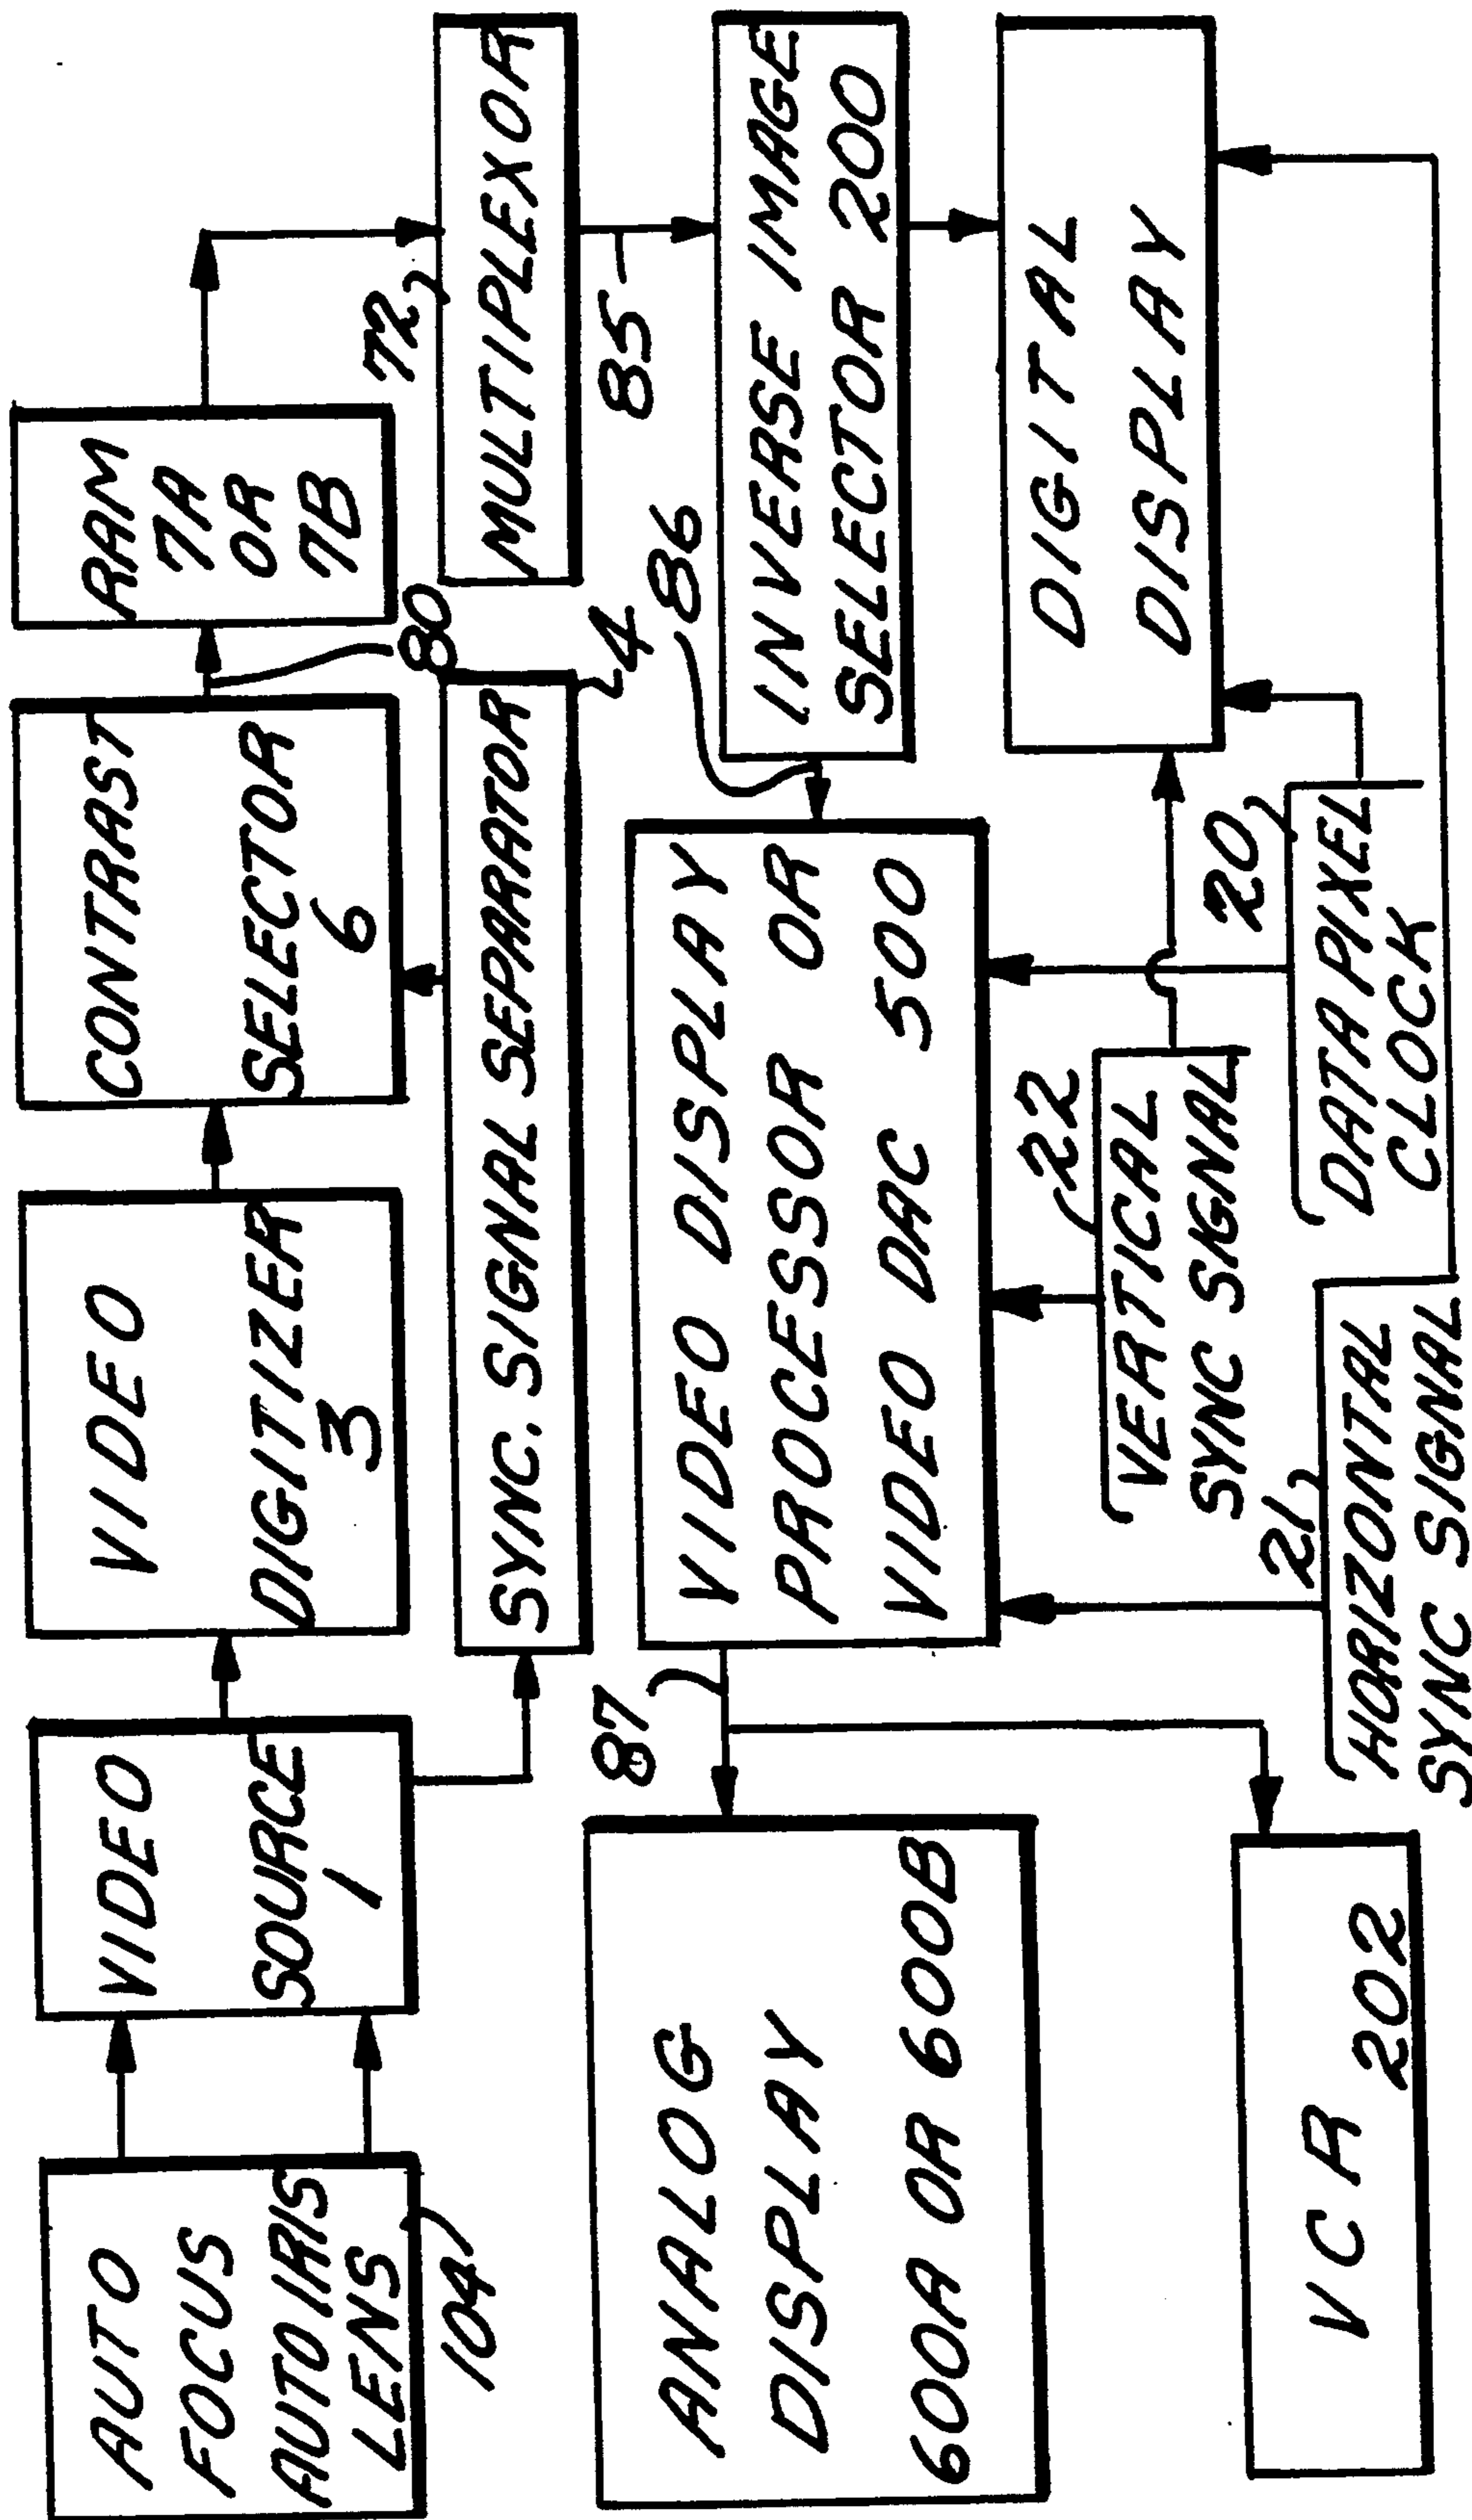 AUTO
FOCUS
AUTOIRIS
LENS
104
VIDEO
SOURCE
1
VIDEO
DIGITIZER
3
CONTRAST
SELECTOR
6
80
RAM
7A
OR
7B
72
SYNC. SIGNAL SEPARATOR
4
MULTIPLEXOR
85
ANALOG
DISPLAY
600A OR 600B
87
VIDEO DISPLAY
PROCESSOR OR
VIDEO DAC 500
86
INVERSE IMAGE
SELECTOR 200
DIGITAL
DISPLAY
VCR 202
22
VERTICAL
SYNC SIGNAL
20
DATA PIXEL
CLOCK
21
HORIZONTAL
SYNC SIGNAL